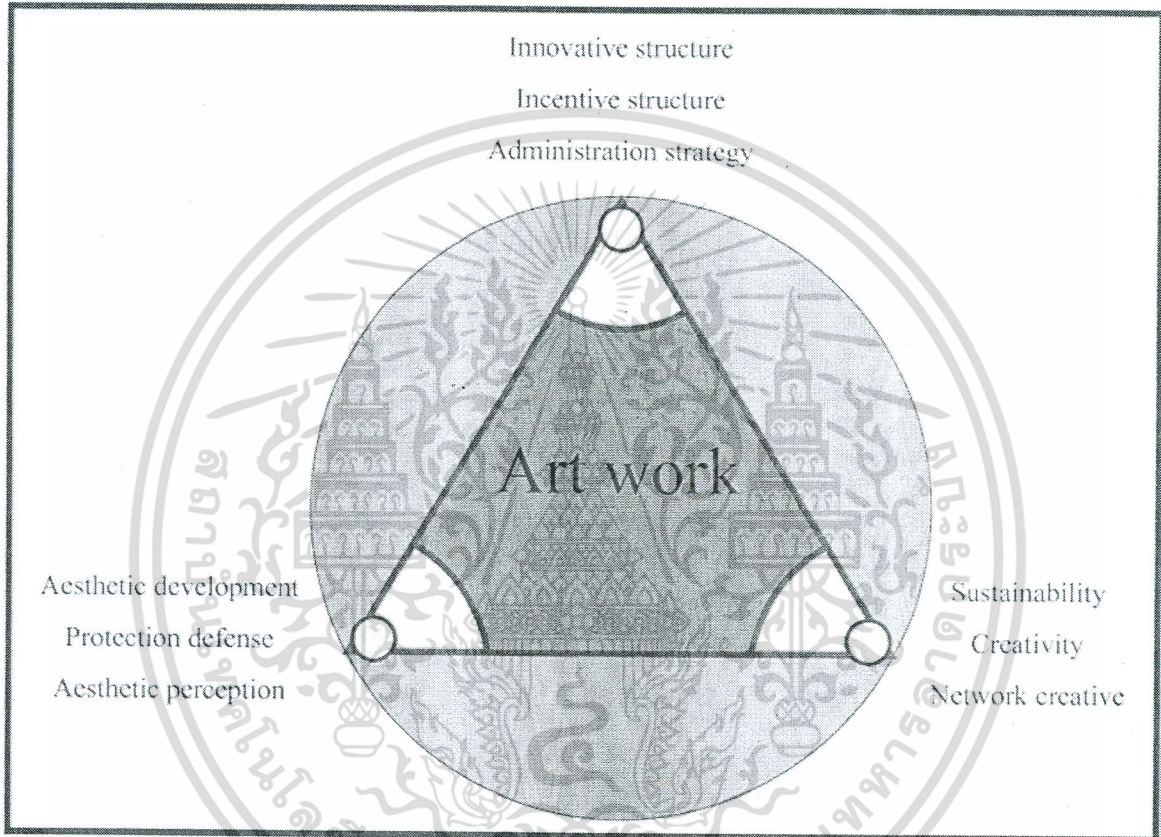 Innovative structure
Incentive structure
Administration strategy
Art work
Aesthetic development
Protection defense
Aesthetic perception
Sustainability
Creativity
Network creative